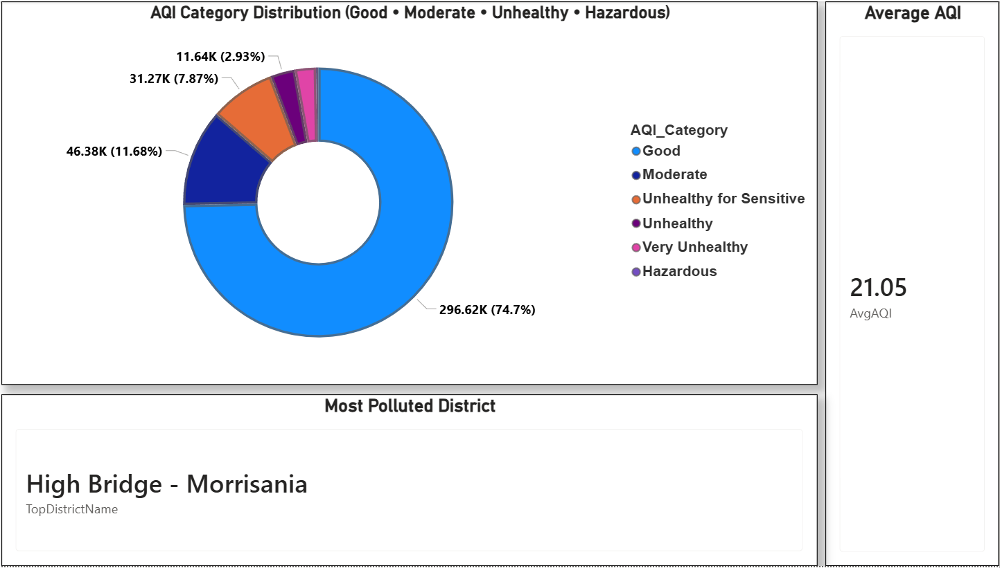 AQI Category Distribution (Good • Moderate • Unhealthy • Hazardous)
11.64K (2.93%)
31.27K (7.87%)
46.38K (11.68%)
296.62K (74.7%)
AQI_Category
Good
Moderate
Unhealthy for Sensitive
Unhealthy
Very Unhealthy
Hazardous
Average AQI
21.05
AvgAQI
Most Polluted District
High Bridge - Morrisania
TopDistrictName